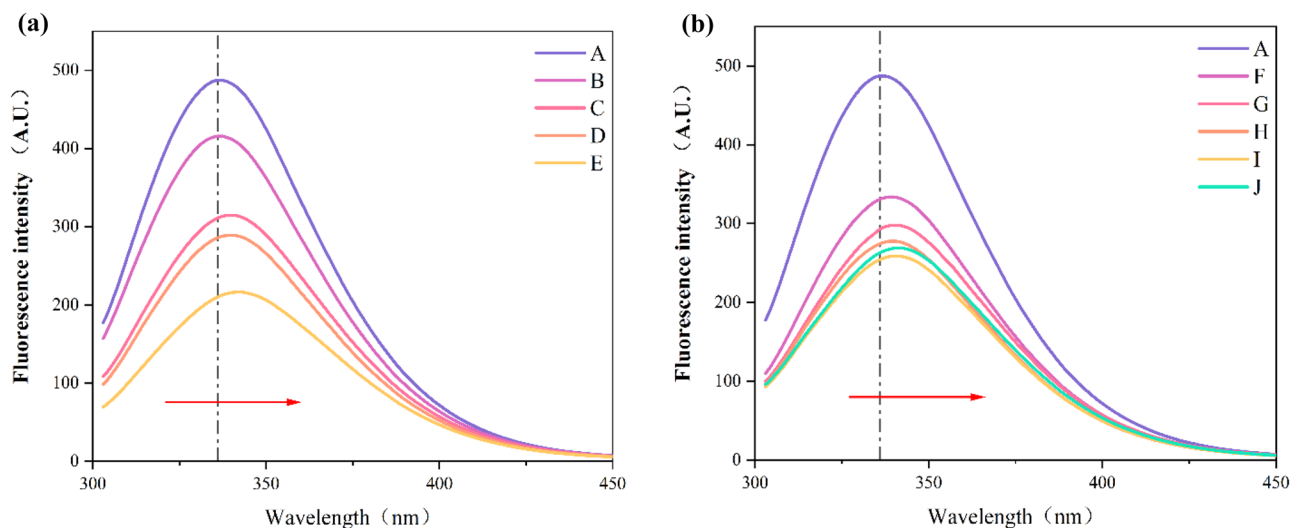 (a)
Fluorescence intensity（A.U.）
500
400
300
200
100
0
A
B
C
D
E
300
350
400
450
Wavelength（nm）
(b)
Fluorescence intensity（A.U.）
500
400
300
200
100
0
A
F
G
H
I
J
300
350
400
450
Wavelength（nm）